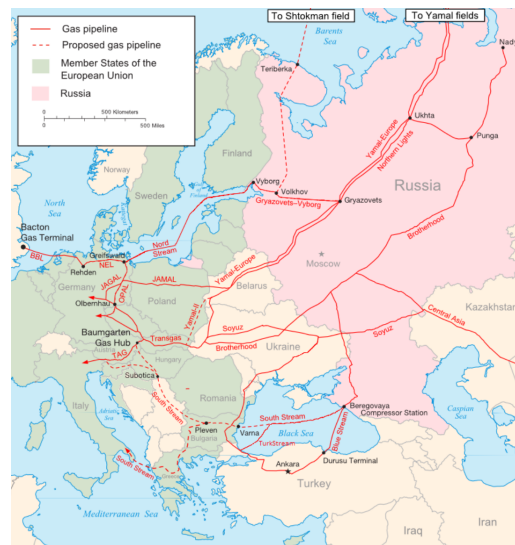 To Shtokman field
To Yamal fields
Gas pipeline
Proposed gas pipeline
Member States of the
European Union
Russia
0 500 Kilometers
0 500 Miles
Barents
Sea
Teriberka
Nady
Ukhta
Punga
Yamal-Europe
Northern Lights
Finland
Norway
Sweden
Vyborg
Volkhov
Gryazovets–Vyborg
Gryazovets
Russia
North
Sea
Bacton
Gas Terminal
BBL
NEL
Greifswald
Rehden
Nord
Stream
Moscow
Brotherhood
JAGAL
OPAL
JAMAL
Yamal-Europe
Belarus
Germany
Poland
Olbernhau
Yamal-II
Kazakhstan
Central Asia
Soyuz
Soyuz
Baumgarten
Gas Hub
Transgas
Brotherhood
Ukraine
TAG
Austria
Hungary
Subotica
Romania
Italy
Adriatic
Sea
South Stream
Pleven
Bulgaria
Varna
South Stream
Black Sea
TurkStream
Beregovaya
Compressor Station
Blue Stream
Caspian
Sea
South Stream
Greece
Ankara
Durusu Terminal
Turkey
Mediterranean Sea
Iraq
Iran